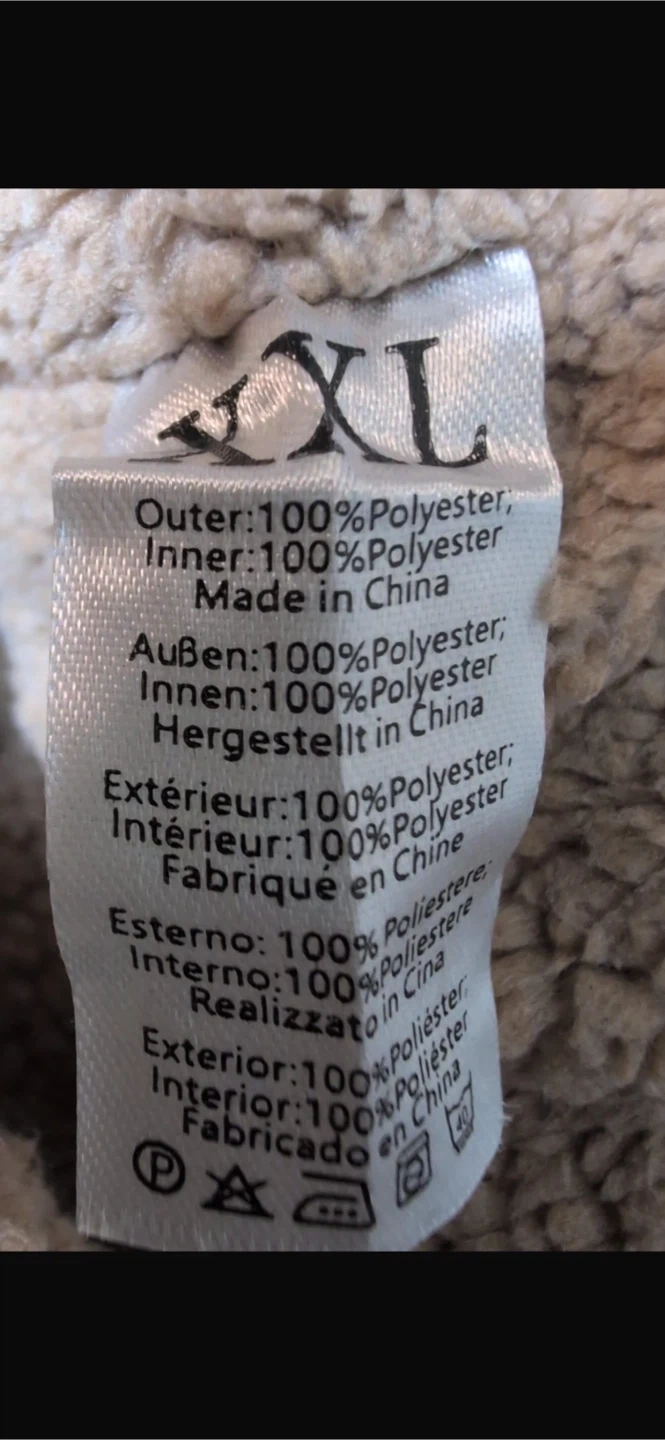 XXL
Outer:100%Polyester;
Inner:100%Polyester
Made in China
Außen:100%Polyester;
Innen:100%Polyester
Hergestellt in China
Extérieur:100%Polyester;
Intérieur:100%Polyester
Fabriqué en Chine
Esterno: 100% Poliestere;
Interno:100%Poliestere
Realizzato in Cina
Exterior:100%Poliéster;
Interior:100%Poliéster
Fabricado en China
P 40